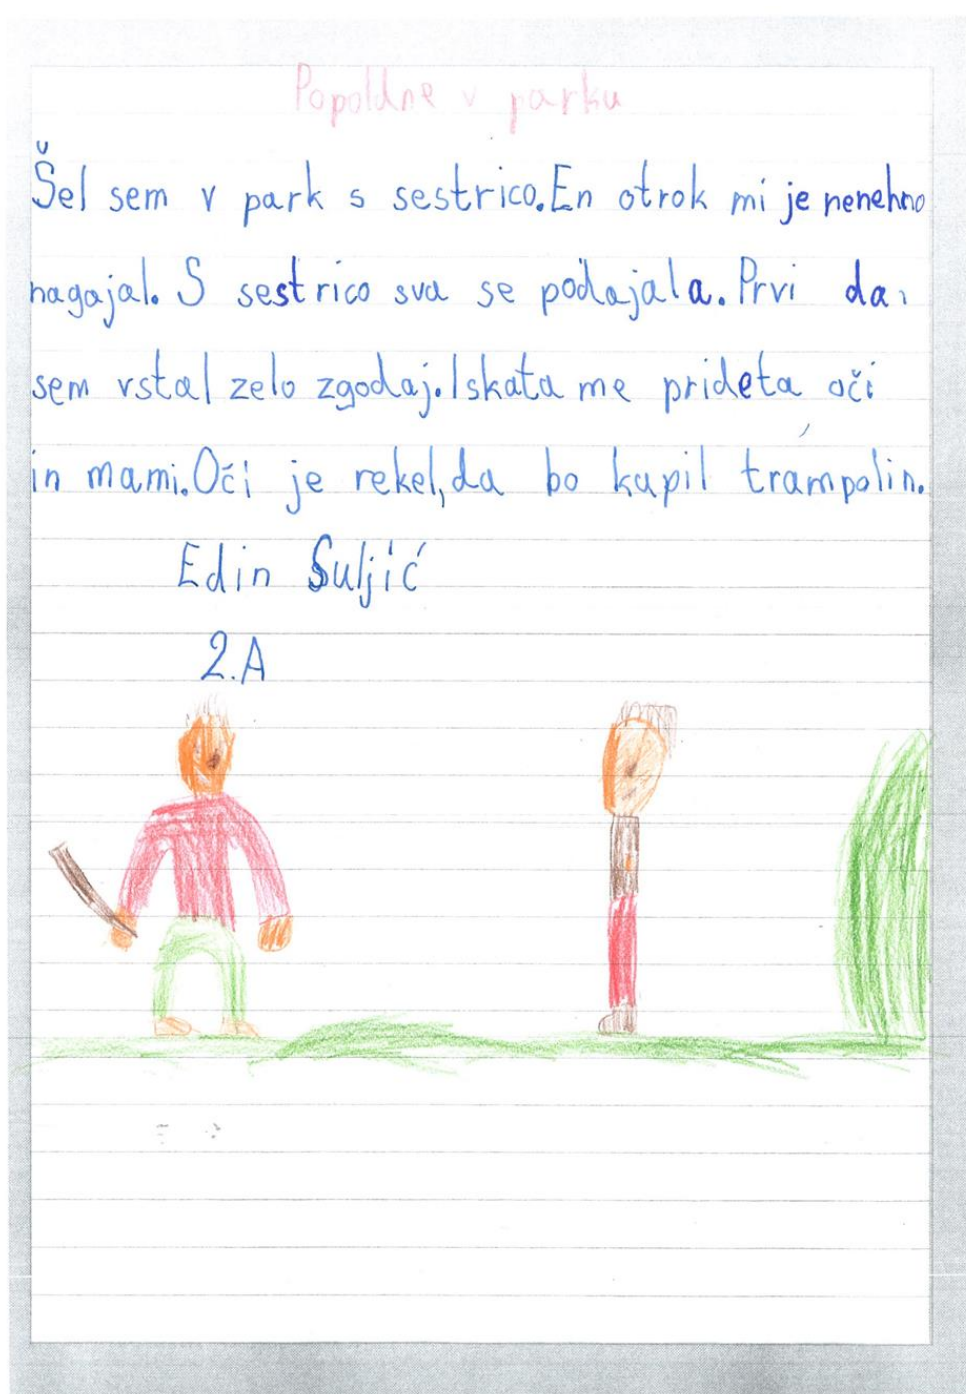 Popoldne v parku
Šel sem v park s sestrico. En otrok mi je nenehno
nagajal. S sestrico sva se podajala. Prvi da
sem vstal zelo zgodaj. Iskata me prideta oči
in mami. Oči je rekel, da bo kupil trampolin.
Edin Suljić
2.A